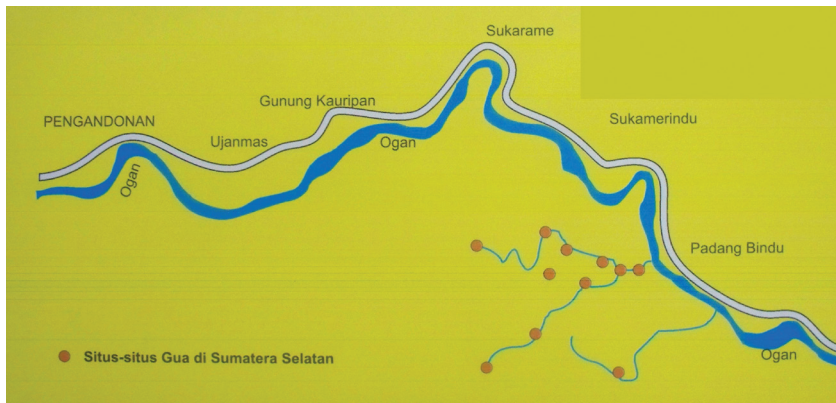 Sukarame
Gunung Kauripan
PENGANDONAN
Sukamerindu
Ujanmas
Ogan
Ogan
Padang Bindu
Situs-situs Gua di Sumatera Selatan
Ogan